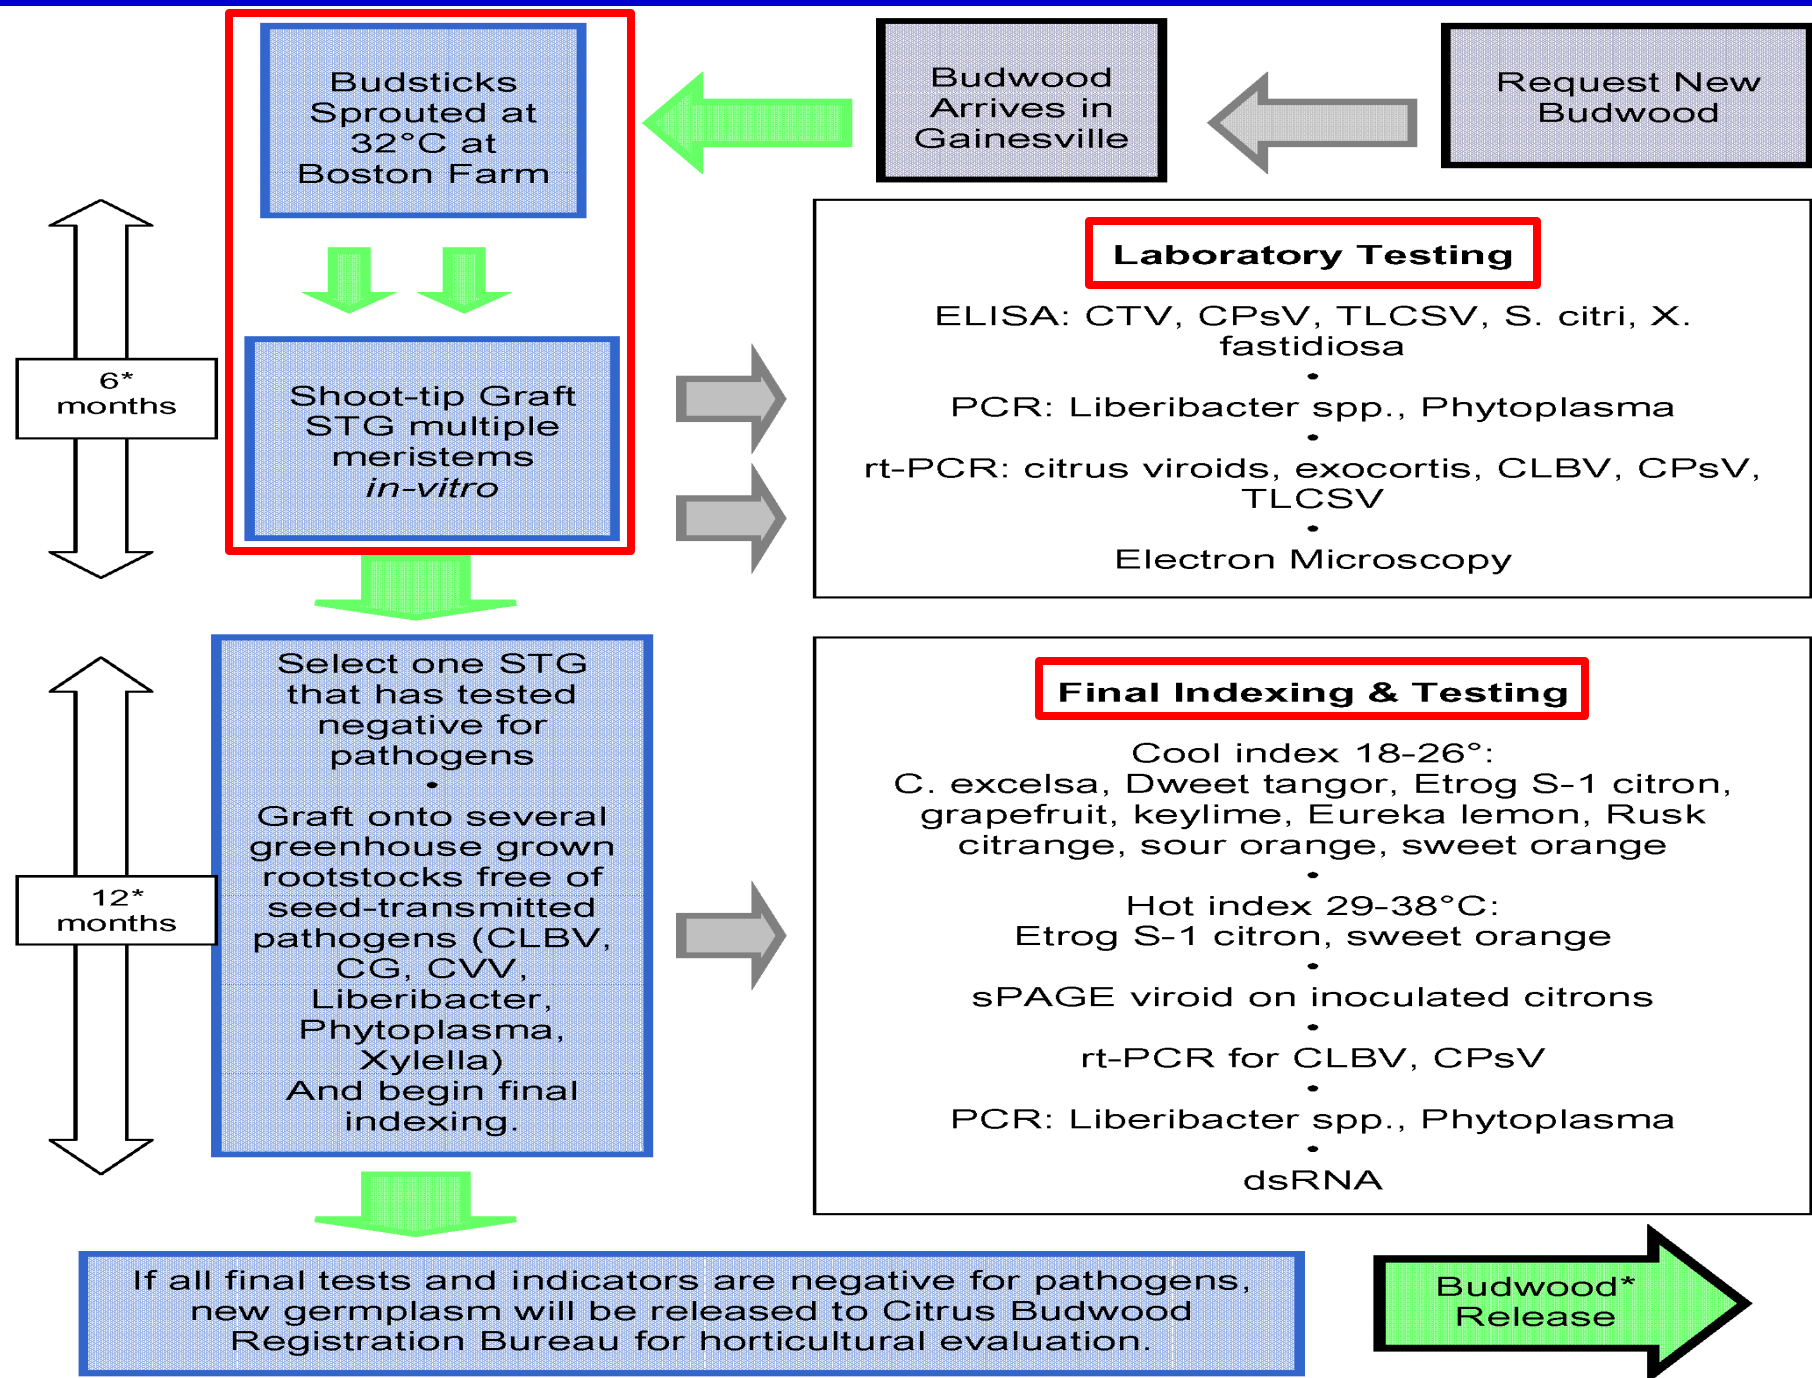 Request New
Budwood
Budwood
Arrives in
Gainesville
Budsticks
Sprouted at
32°C at
Boston Farm
Shoot-tip Graft
STG multiple
meristems
in-vitro
6*
months
Laboratory Testing
ELISA: CTV, CPsV, TLCSV, S. citri, X.
fastidiosa
•
PCR: Liberibacter spp., Phytoplasma
•
rt-PCR: citrus viroids, exocortis, CLBV, CPsV,
TLCSV
•
Electron Microscopy
Select one STG
that has tested
negative for
pathogens
•
Graft onto several
greenhouse grown
rootstocks free of
seed-transmitted
pathogens (CLBV,
CG, CVV,
Liberibacter,
Phytoplasma,
Xylella)
And begin final
indexing.
12*
months
Final Indexing & Testing
Cool index 18-26°:
C. excelsa, Dweet tangor, Etrog S-1 citron,
grapefruit, keylime, Eureka lemon, Rusk
citrange, sour orange, sweet orange
•
Hot index 29-38°C:
Etrog S-1 citron, sweet orange
•
sPAGE viroid on inoculated citrons
•
rt-PCR for CLBV, CPsV
•
PCR: Liberibacter spp., Phytoplasma
•
dsRNA
If all final tests and indicators are negative for pathogens,
new germplasm will be released to Citrus Budwood
Registration Bureau for horticultural evaluation.
Budwood*
Release